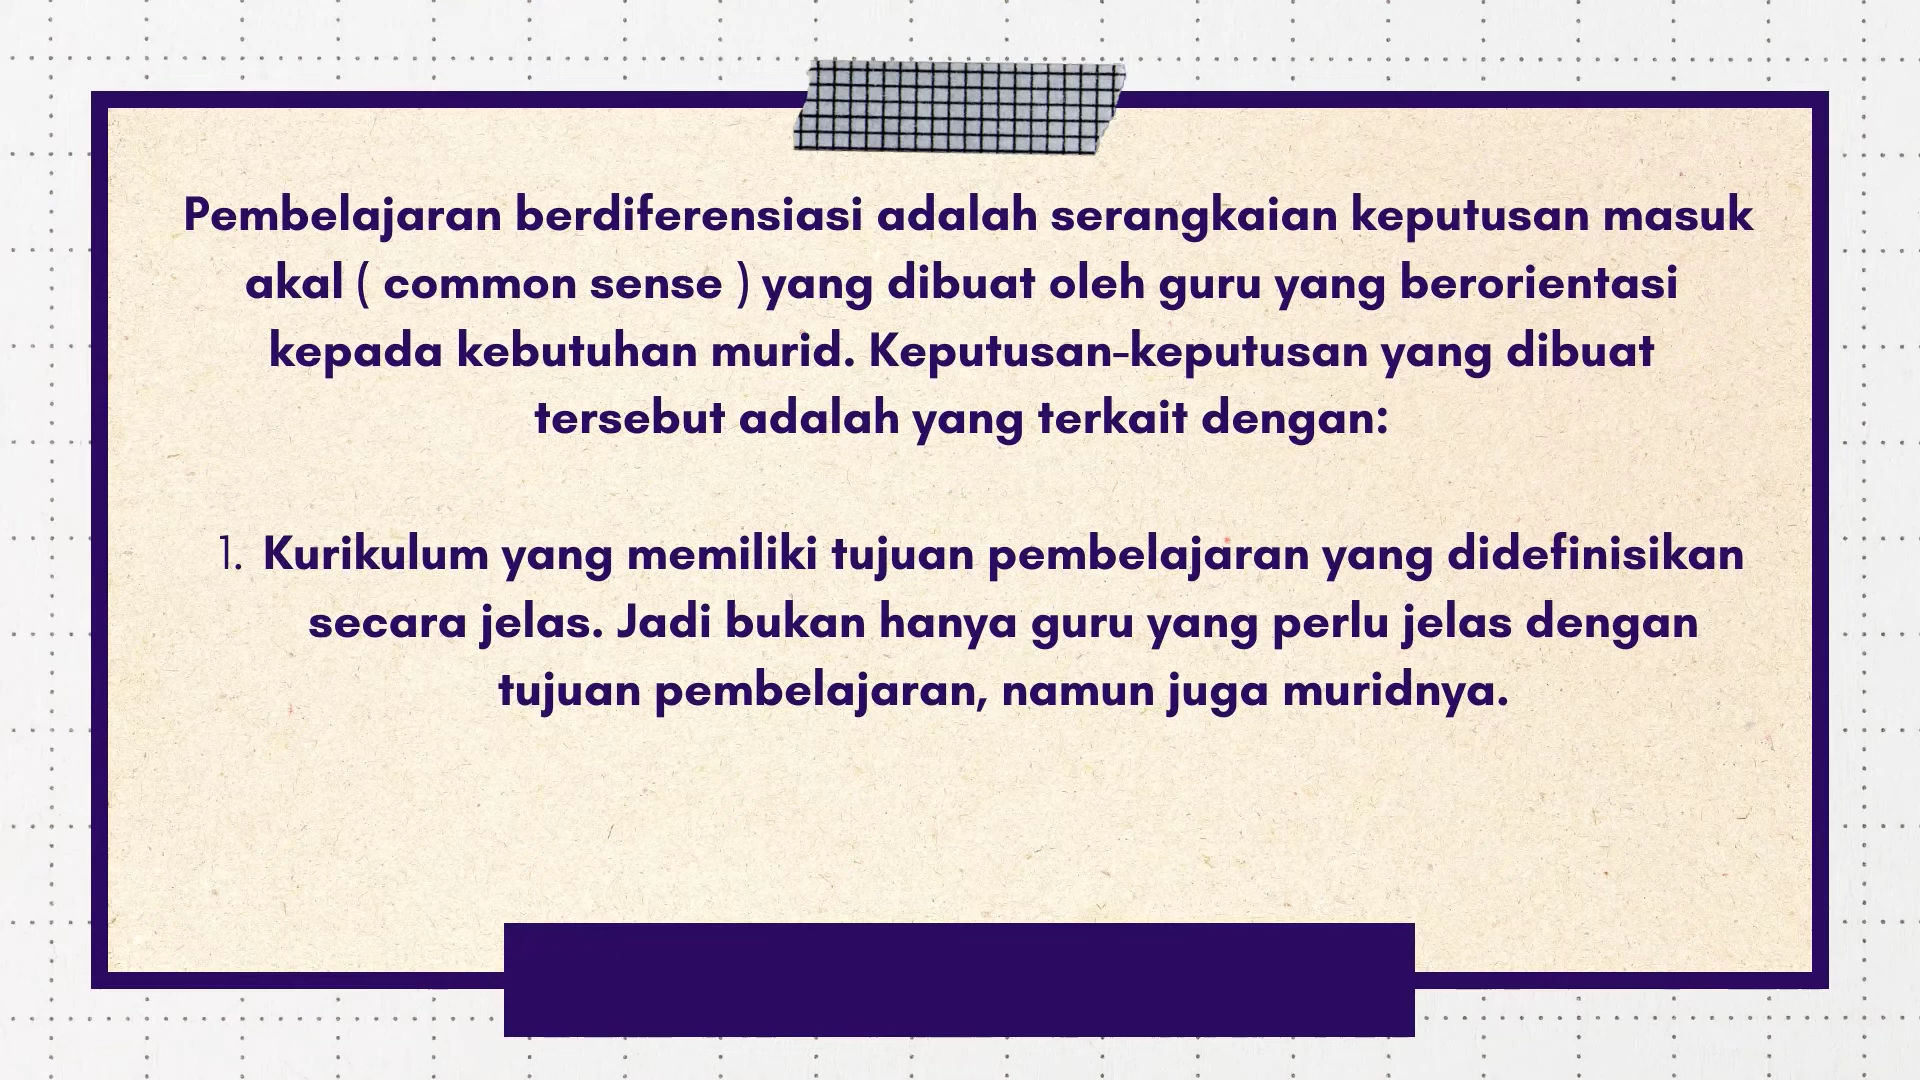 Pembelajaran berdiferensiasi adalah serangkaian keputusan masuk
akal ( common sense ) yang dibuat oleh guru yang berorientasi
kepada kebutuhan murid. Keputusan-keputusan yang dibuat
tersebut adalah yang terkait dengan:
1. Kurikulum yang memiliki tujuan pembelajaran yang didefinisikan
secara jelas. Jadi bukan hanya guru yang perlu jelas dengan
tujuan pembelajaran, namun juga muridnya.